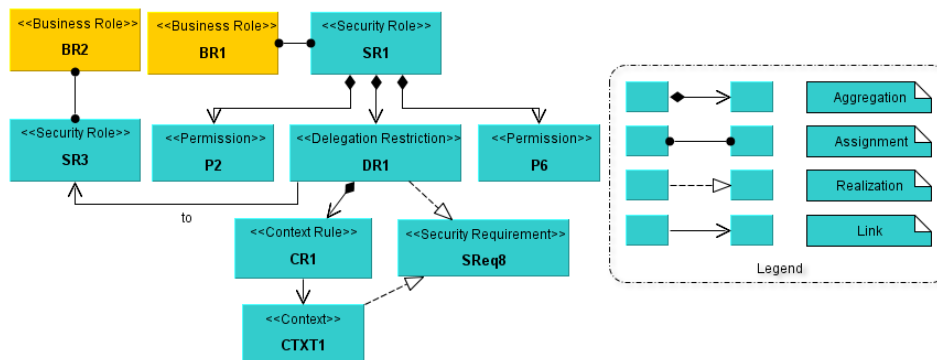 <<Business Role>>
BR2
<<Business Role>>
BR1
<<Security Role>>
SR1
<<Security Role>>
SR3
<<Permission>>
P2
<<Delegation Restriction>>
DR1
<<Permission>>
P6
to
<<Context Rule>>
CR1
<<Security Requirement>>
SReq8
<<Context>>
CTXT1
Aggregation
Assignment
Realization
Link
Legend